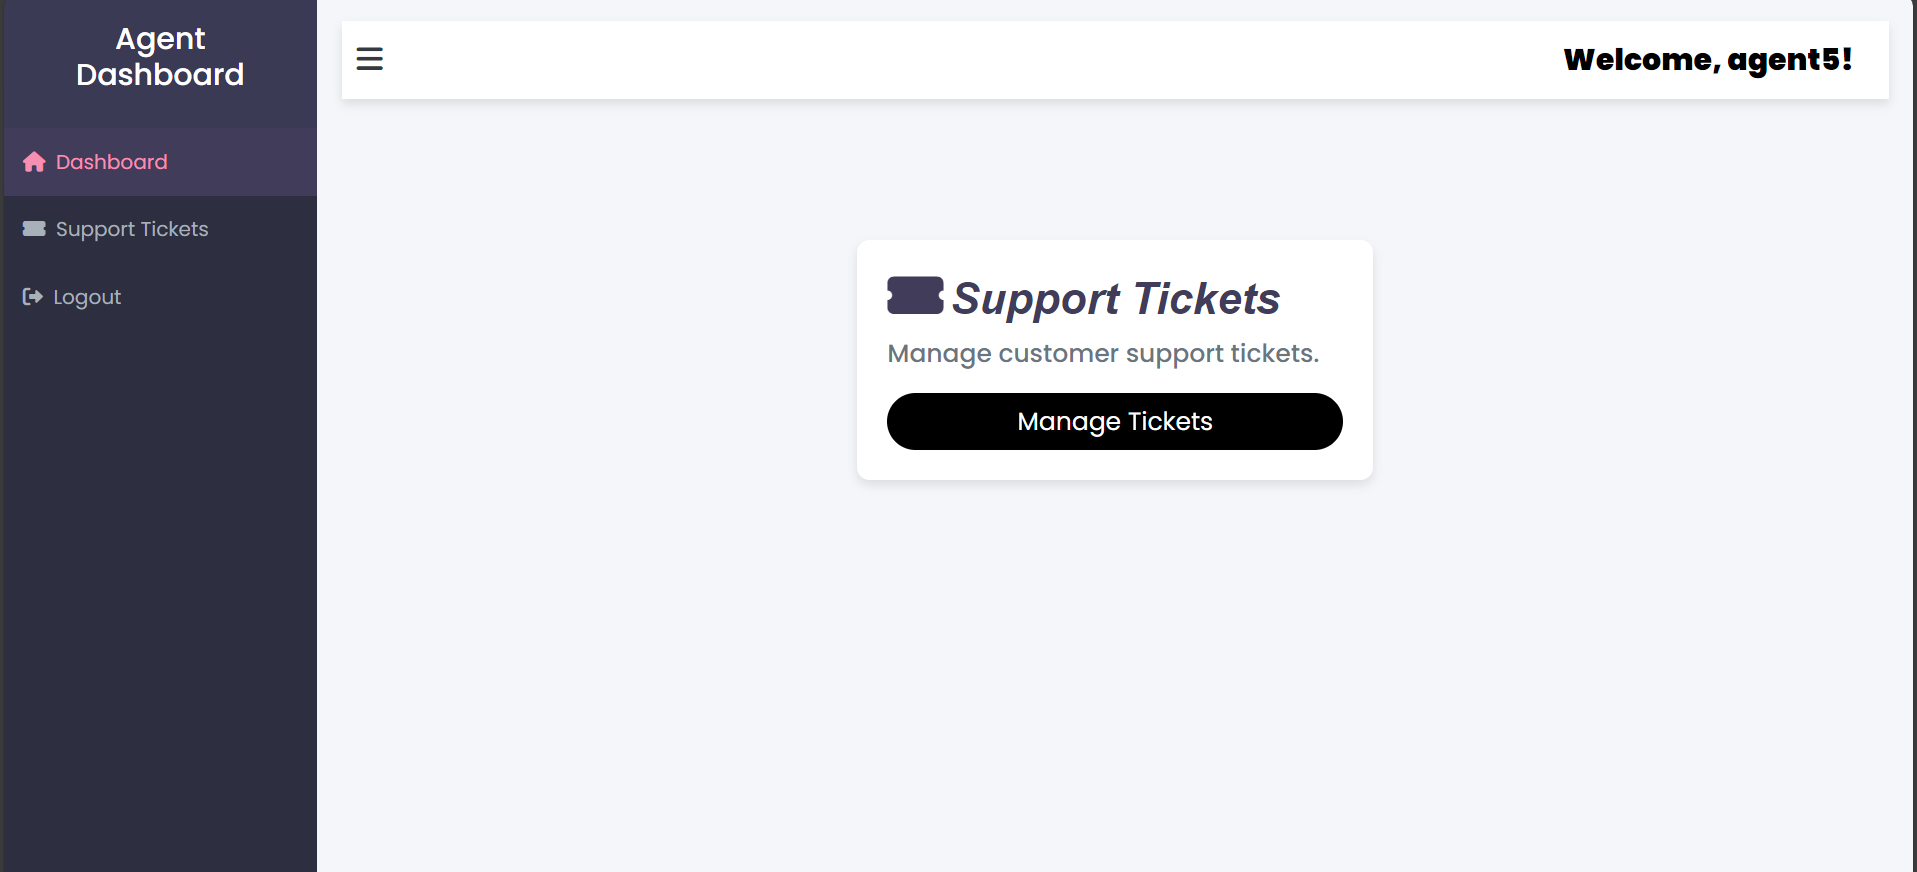 Agent
Dashboard
Dashboard
Support Tickets
Logout
Welcome, agent5!
Support Tickets
Manage customer support tickets.
Manage Tickets